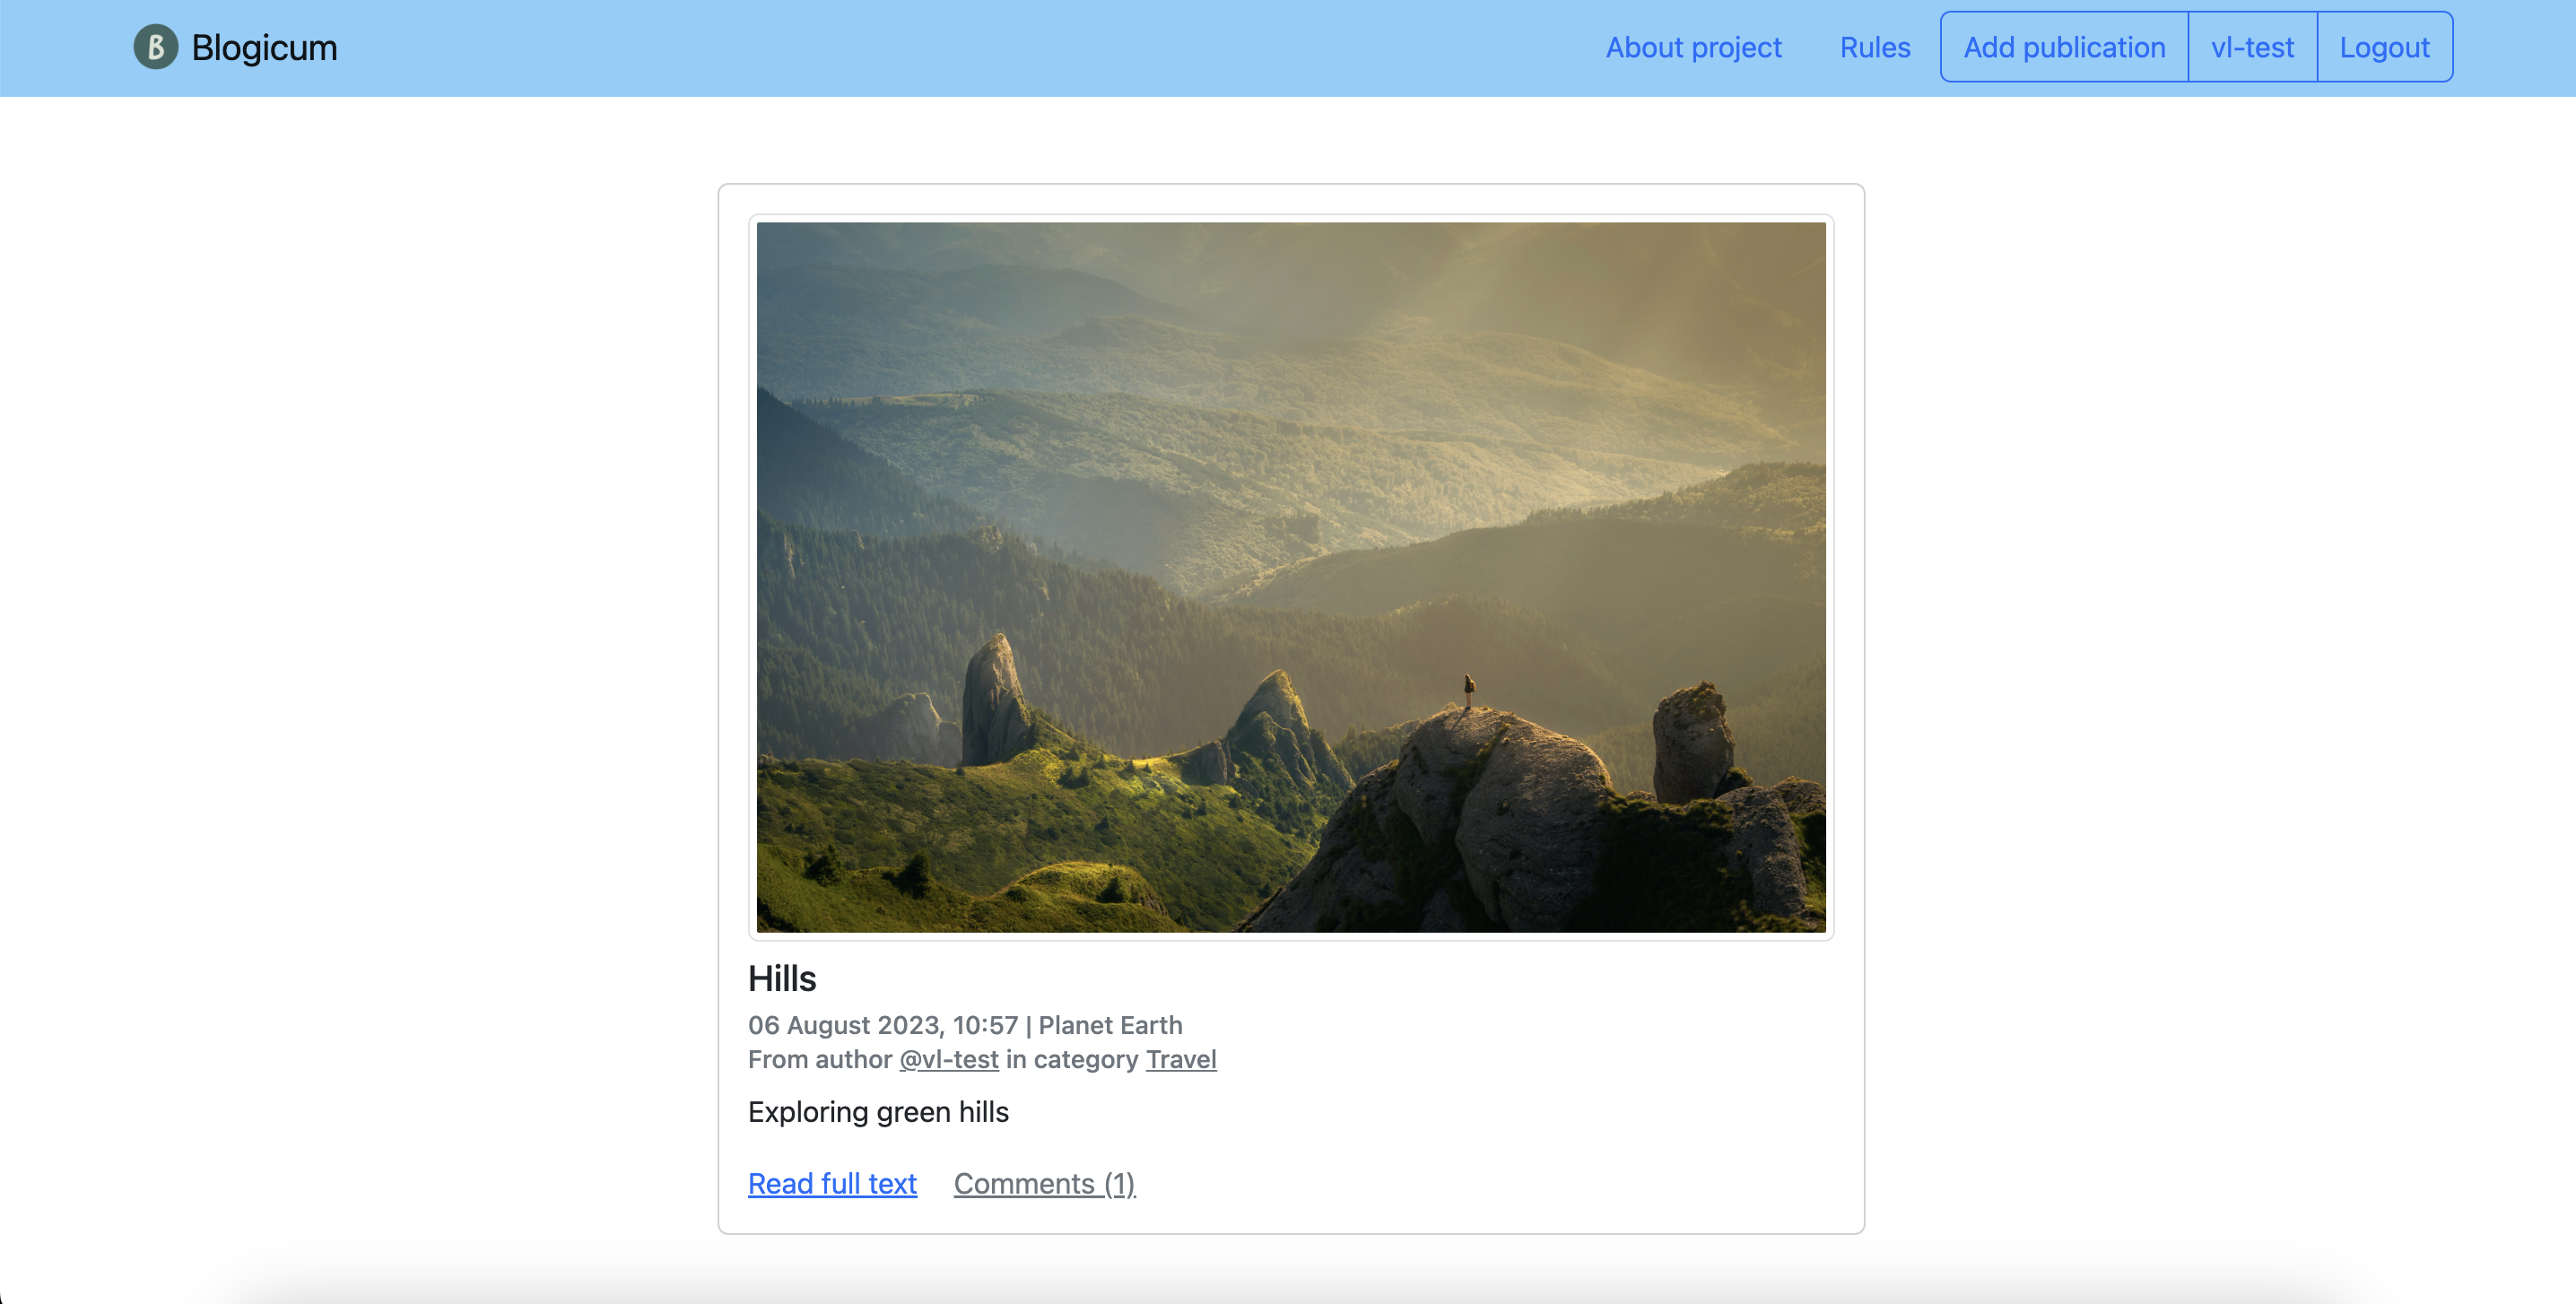 B Blogicum About project Rules Add publication vl-test Logout
Hills
06 August 2023, 10:57 | Planet Earth
From author @vl-test in category Travel
Exploring green hills
Read full text Comments (1)